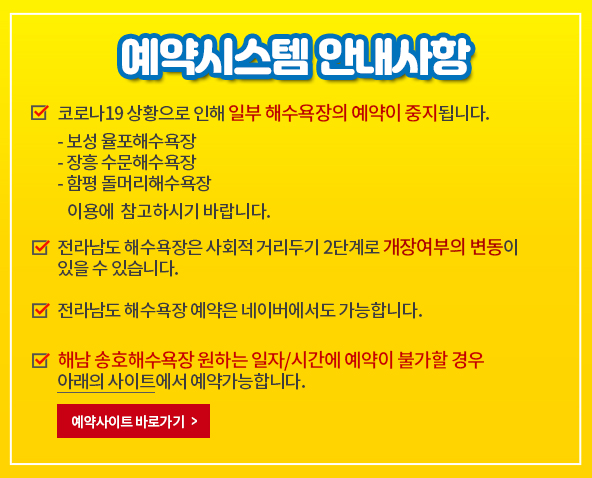 예약시스템 안내사항
코로나19 상황으로 인해 일부 해수욕장의 예약이 중지됩니다.
- 보성 율포해수욕장
- 장흥 수문해수욕장
- 함평 돌머리해수욕장
이용에 참고하시기 바랍니다.
전라남도 해수욕장은 사회적 거리두기 2단계로 개장여부의 변동이
있을 수 있습니다.
전라남도 해수욕장 예약은 네이버에서도 가능합니다.
해남 송호해수욕장 원하는 일자/시간에 예약이 불가할 경우
아래의 사이트에서 예약가능합니다.
예약사이트 바로가기 >